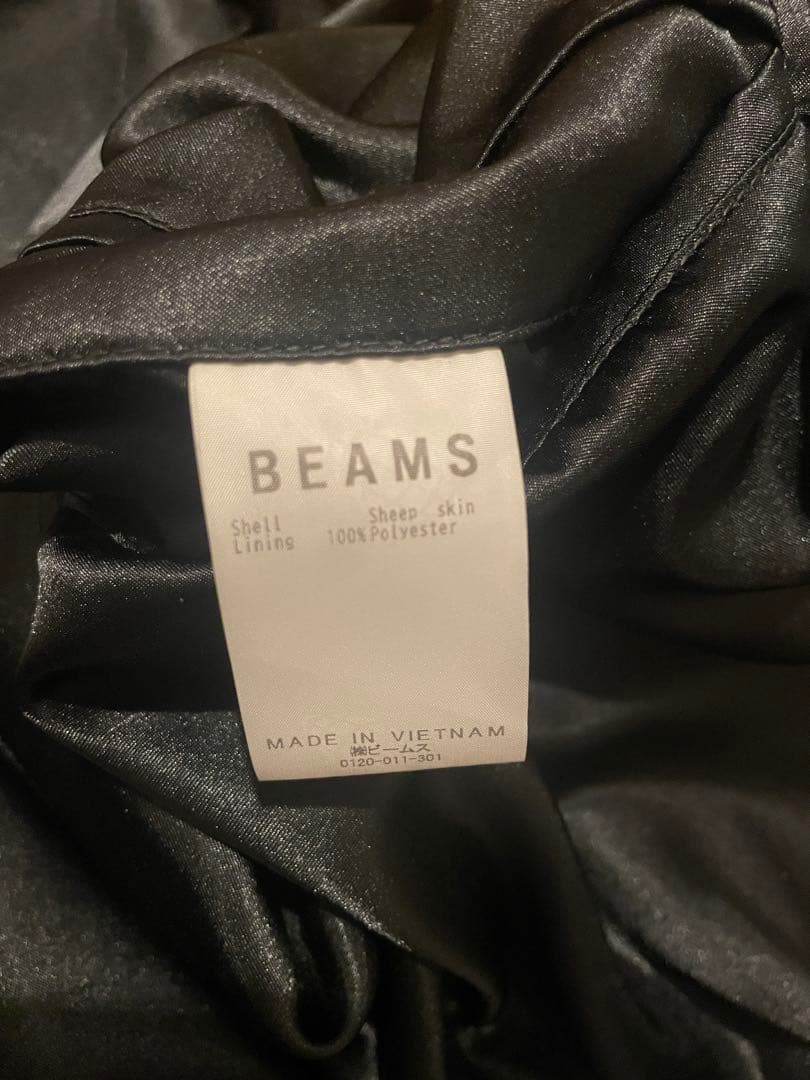 BEAMS
Shell Sheep skin
Lining 100% Polyester
MADE IN VIETNAM
㈱ビームス
0120-011-301